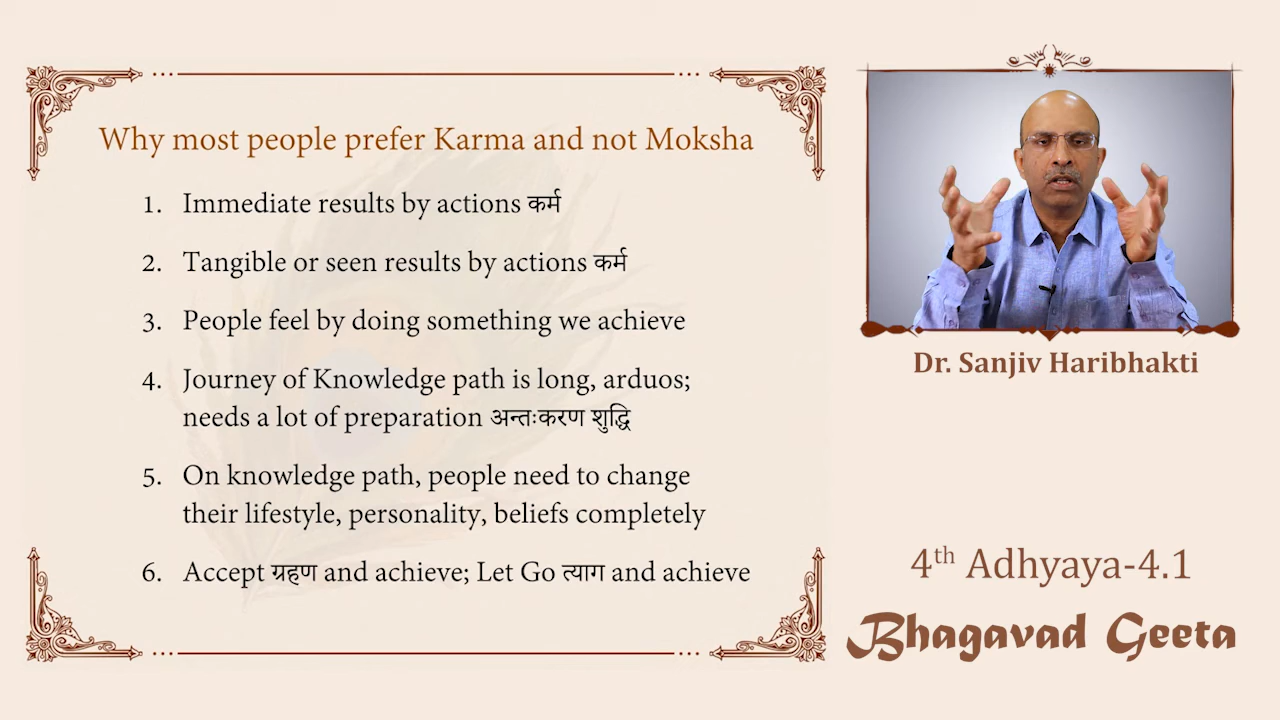 Why most people prefer Karma and not Moksha
1. Immediate results by actions कर्म
2. Tangible or seen results by actions कर्म
3. People feel by doing something we achieve
4. Journey of Knowledge path is long, arduos;
needs a lot of preparation अन्तःकरण शुद्धि
5. On knowledge path, people need to change
their lifestyle, personality, beliefs completely
6. Accept ग्रहण and achieve; Let Go त्याग and achieve
Dr. Sanjiv Haribhakti
4th Adhyaya-4.1
Bhagavad Geeta